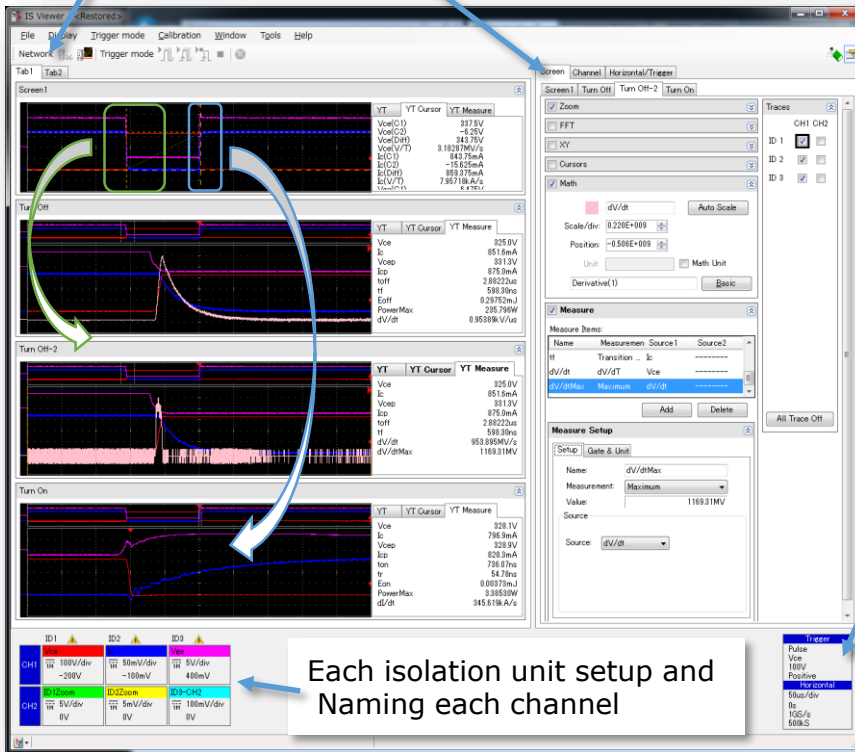 IS Viewer - <Restored>
File Display Trigger mode Calibration Window Tools Help
Network Trigger mode
Tab1 Tab2
Screen1
YT YT Cursor YT Measure
Vce(C1) 337.5V
Vce(C2) -6.25V
Vce(Diff) 343.75V
Vce(V/T) 3.18287MV/s
Ic(C1) 843.75mA
Ic(C2) -15.625mA
Ic(Diff) 859.375mA
Ic(V/T) 7.95718kA/s
Turn Off
YT YT Cursor YT Measure
Vce 325.0V
Ic 851.6mA
Vcep 331.3V
Icp 875.0mA
toff 2.88222us
tf 598.30ns
Eoff 0.29752mJ
PowerMax 235.796W
dV/dt 0.95389kV/us
Turn Off-2
YT YT Cursor YT Measure
Vce 325.0V
Ic 851.6mA
Vcep 331.3V
Icp 875.0mA
toff 2.88222us
tf 598.30ns
dV/dt 953.895MV/s
dV/dtMax 1169.31MV
Turn On
YT YT Cursor YT Measure
Vce 328.1V
Ic 796.9mA
Vcep 328.9V
Icp 820.3mA
ton 736.07ns
tr 54.78ns
Eon 0.00373mJ
PowerMax 3.38530W
dI/dt 345.619kA/s
Screen Channel Horizontal/Trigger
Screen1 Turn Off Turn Off-2 Turn On
Zoom
FFT
XY
Cursors
Math
dV/dt Auto Scale
Scale/div: 0.220E+009
Position: -0.506E+009
Unit: Math Unit
Derivative(1) Basic
Measure
Measure Items:
Name Measuremen Source1 Source2
tf Transition .. Ic --------
dV/dt dV/dT Vce --------
dV/dtMax Maximum dV/dt --------
Add Delete
Measure Setup
Setup Gate & Unit
Name: dV/dtMax
Measurement: Maximum
Value: 1169.31MV
Source
Source: dV/dt
Traces
CH1 CH2
ID 1
ID 2
ID 3
All Trace Off
ID1 ID2 ID3
CH1
Vce Vge
1M 100V/div 1M 50mV/div 1M 5V/div
-200V -100mV 400mV
CH2
ID1Zoom ID2Zoom ID3-CH2
1M 5V/div 1M 5mV/div 1M 100mV/div
0V 0V 0V
Each isolation unit setup and
Naming each channel
Trigger
Pulse
Vce
100V
Positive
Horizontal
50us/div
0s
1GS/s
500kS